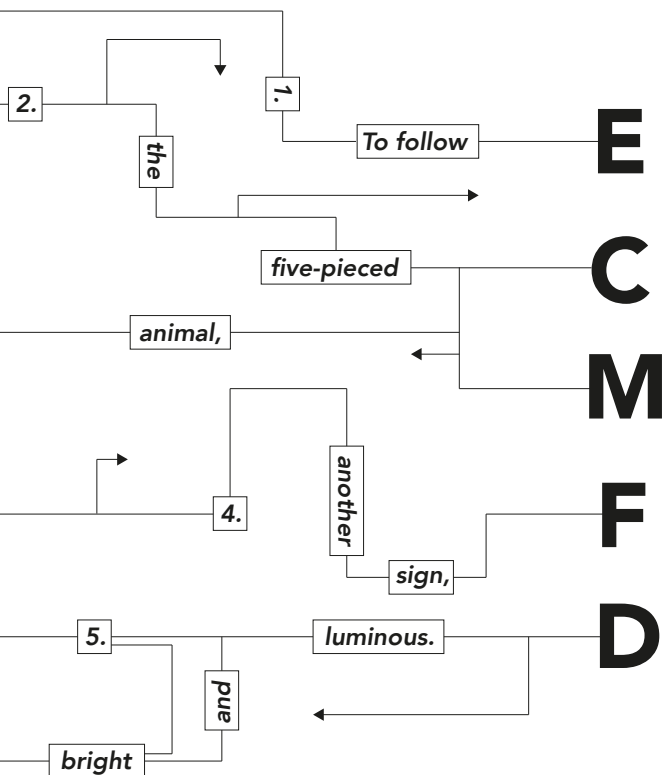 2.
1.
the
To follow
E
five-pieced
C
animal,
M
another
4.
sign,
F
5.
luminous.
D
and
bright